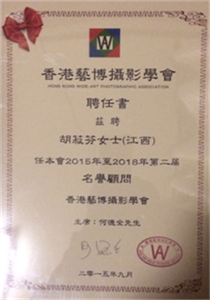 香港藝博攝影學會
HONG KONG WIDE ART PHOTOGRAPHIC ASSOCIATION
聘任書
茲聘
胡筱芬女士(江西)
任本會2015年至2018年第二屆
名譽顧問
香港藝博攝影學會
主席:何德全先生
二零一五年九月